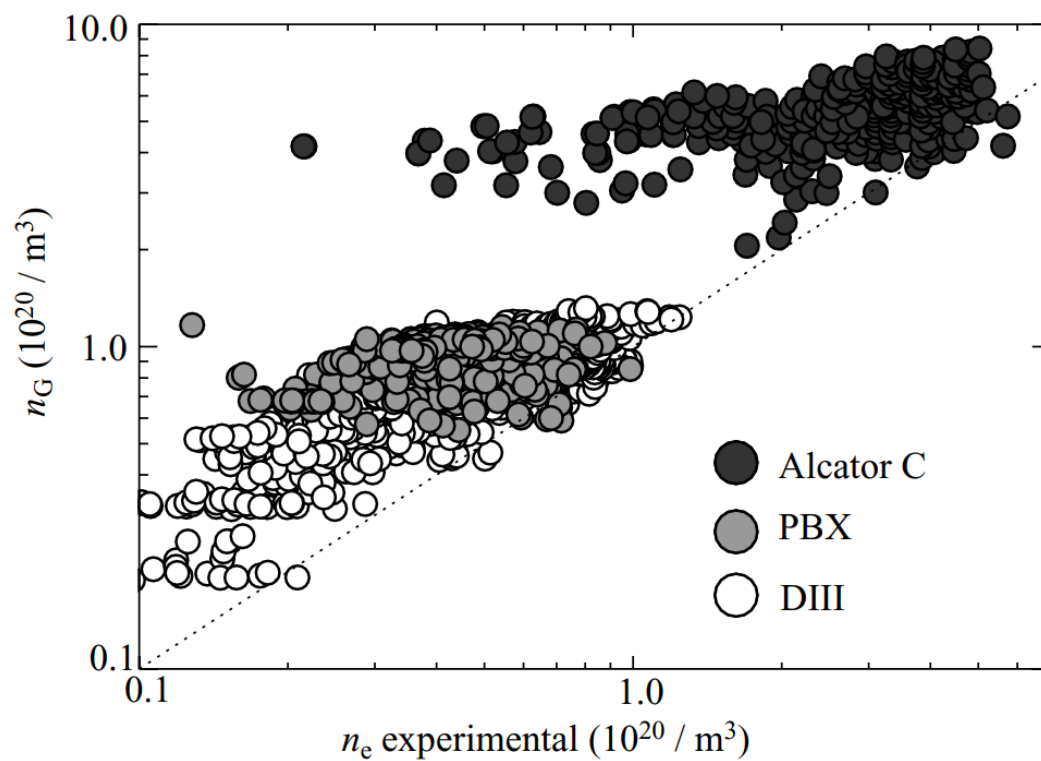 10.0
1.0
0.1
n_G (10^20 / m^3)
Alcator C
PBX
DIII
0.1 1.0
n_e experimental (10^20 / m^3)